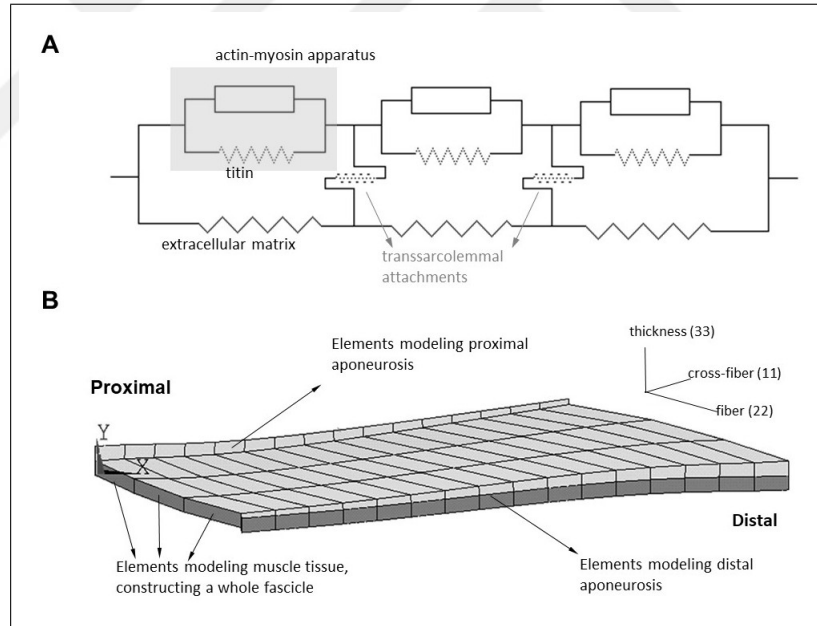 A
actin-myosin apparatus
titin
extracellular matrix
transsarcolemmal
attachments
B
Elements modeling proximal
aponeurosis
thickness (33)
cross-fiber (11)
fiber (22)
Proximal
Y
X
Distal
Elements modeling muscle tissue,
constructing a whole fascicle
Elements modeling distal
aponeurosis